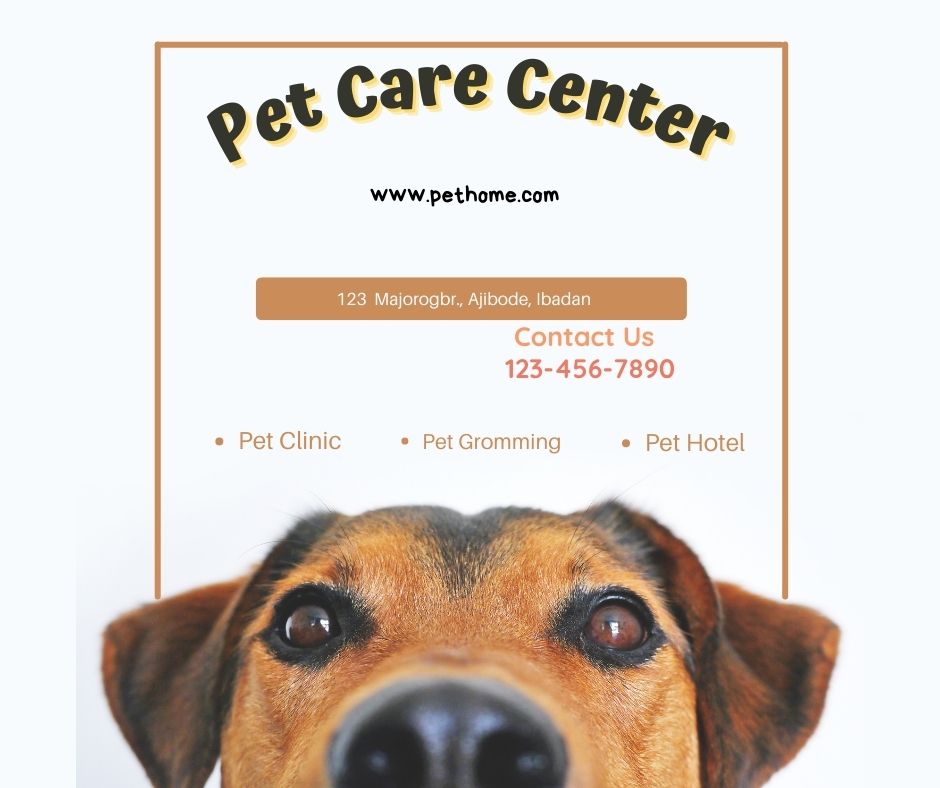 Pet Care Center
www.pethome.com
123 Majorogbr., Ajibode, Ibadan
Contact Us
123-456-7890
• Pet Clinic • Pet Gromming • Pet Hotel